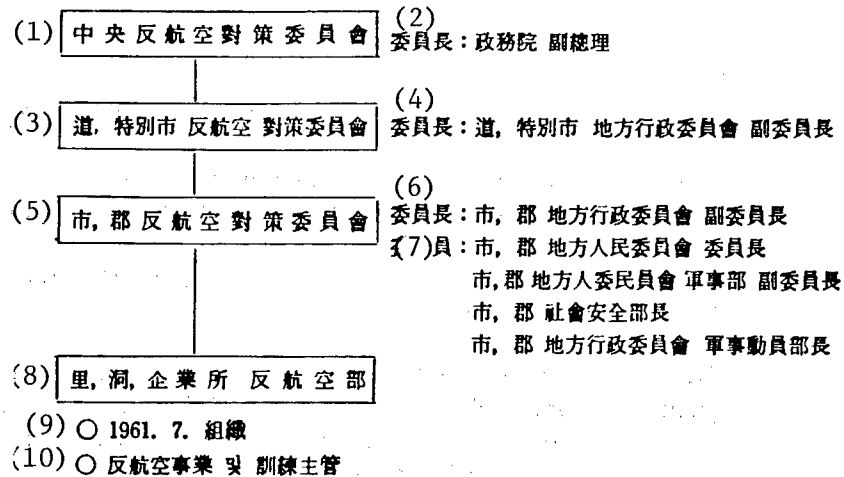 (1) 中央反航空對策委員會 (2)
委員長 : 政務院 副總理
(3) 道, 特別市 反航空 對策委員會 (4)
委員長 : 道, 特別市 地方行政委員會 副委員長
(5) 市, 郡 反航空對策委員會 (6)
委員長 : 市, 郡 地方行政委員會 副委員長
(7)員 : 市, 郡 地方人民委員會 委員長
市, 郡 地方人委民員會 軍事部 副委員長
市, 郡 社會安全部長
市, 郡 地方行政委員會 軍事動員部長
(8) 里, 洞, 企業所 反航空部
(9) ○ 1961. 7. 組織
(10) ○ 反航空事業 및 訓練主管